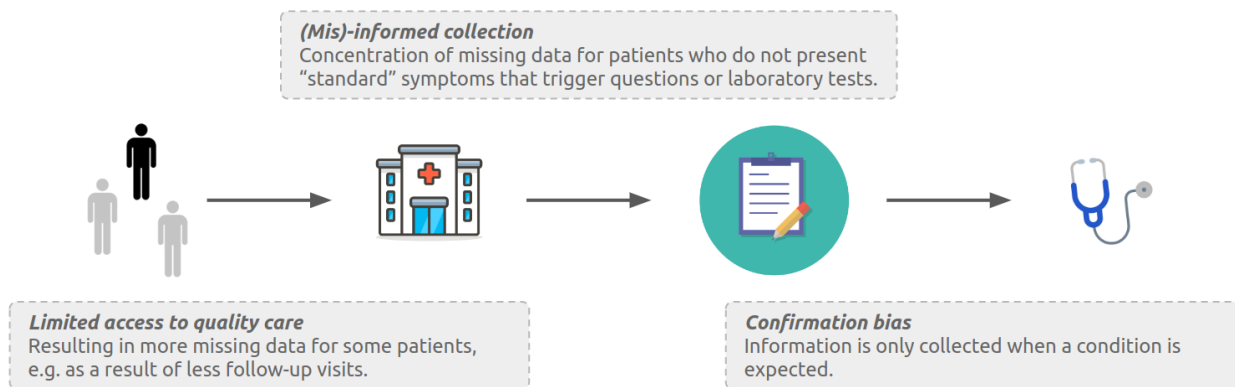 (Mis)-informed collection
Concentration of missing data for patients who do not present
“standard” symptoms that trigger questions or laboratory tests.
Limited access to quality care
Resulting in more missing data for some patients,
e.g. as a result of less follow-up visits.
Confirmation bias
Information is only collected when a condition is
expected.